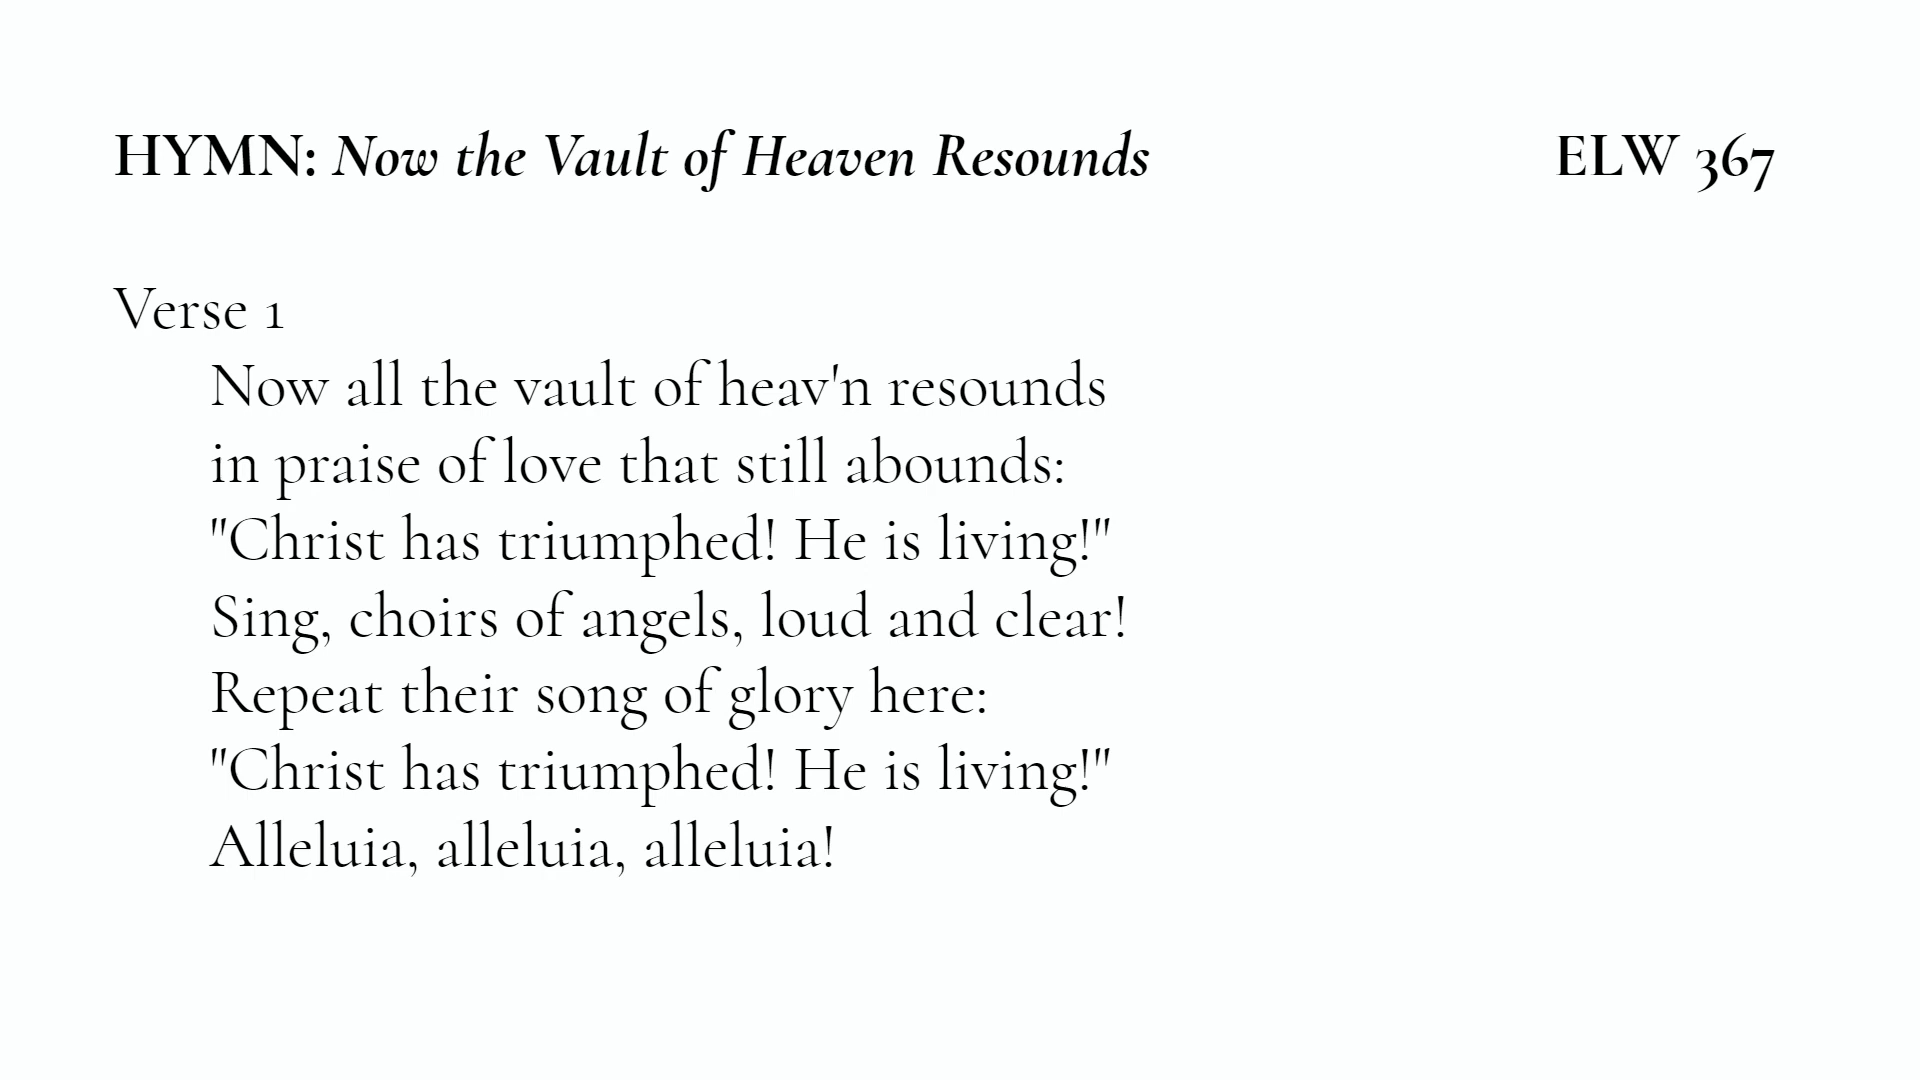 HYMN: Now the Vault of Heaven Resounds ELW 367
Verse 1
Now all the vault of heav'n resounds
in praise of love that still abounds:
"Christ has triumphed! He is living!"
Sing, choirs of angels, loud and clear!
Repeat their song of glory here:
"Christ has triumphed! He is living!"
Alleluia, alleluia, alleluia!